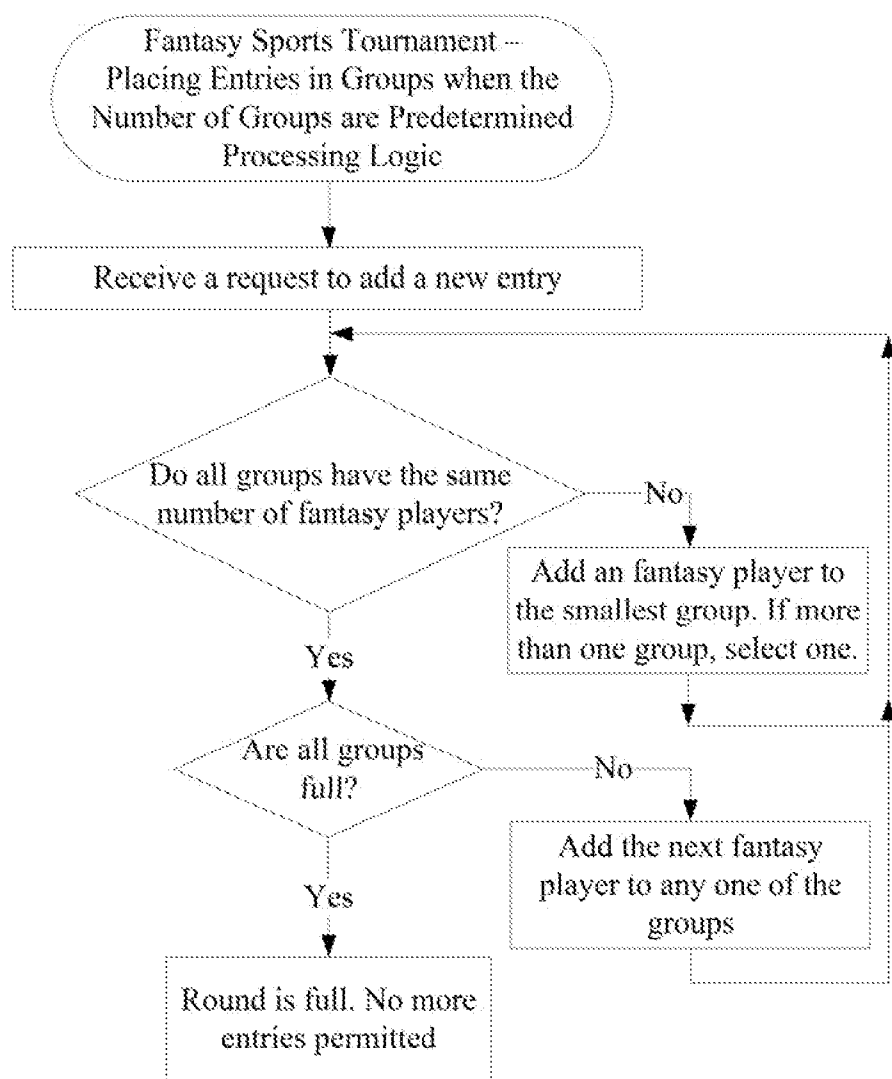 Fantasy Sports Tournament –
Placing Entries in Groups when the
Number of Groups are Predetermined
Processing Logic
Receive a request to add a new entry
Do all groups have the same
number of fantasy players?
No
Add an fantasy player to
the smallest group. If more
than one group, select one.
Yes
Are all groups
full?
No
Add the next fantasy
player to any one of the
groups
Yes
Round is full. No more
entries permitted